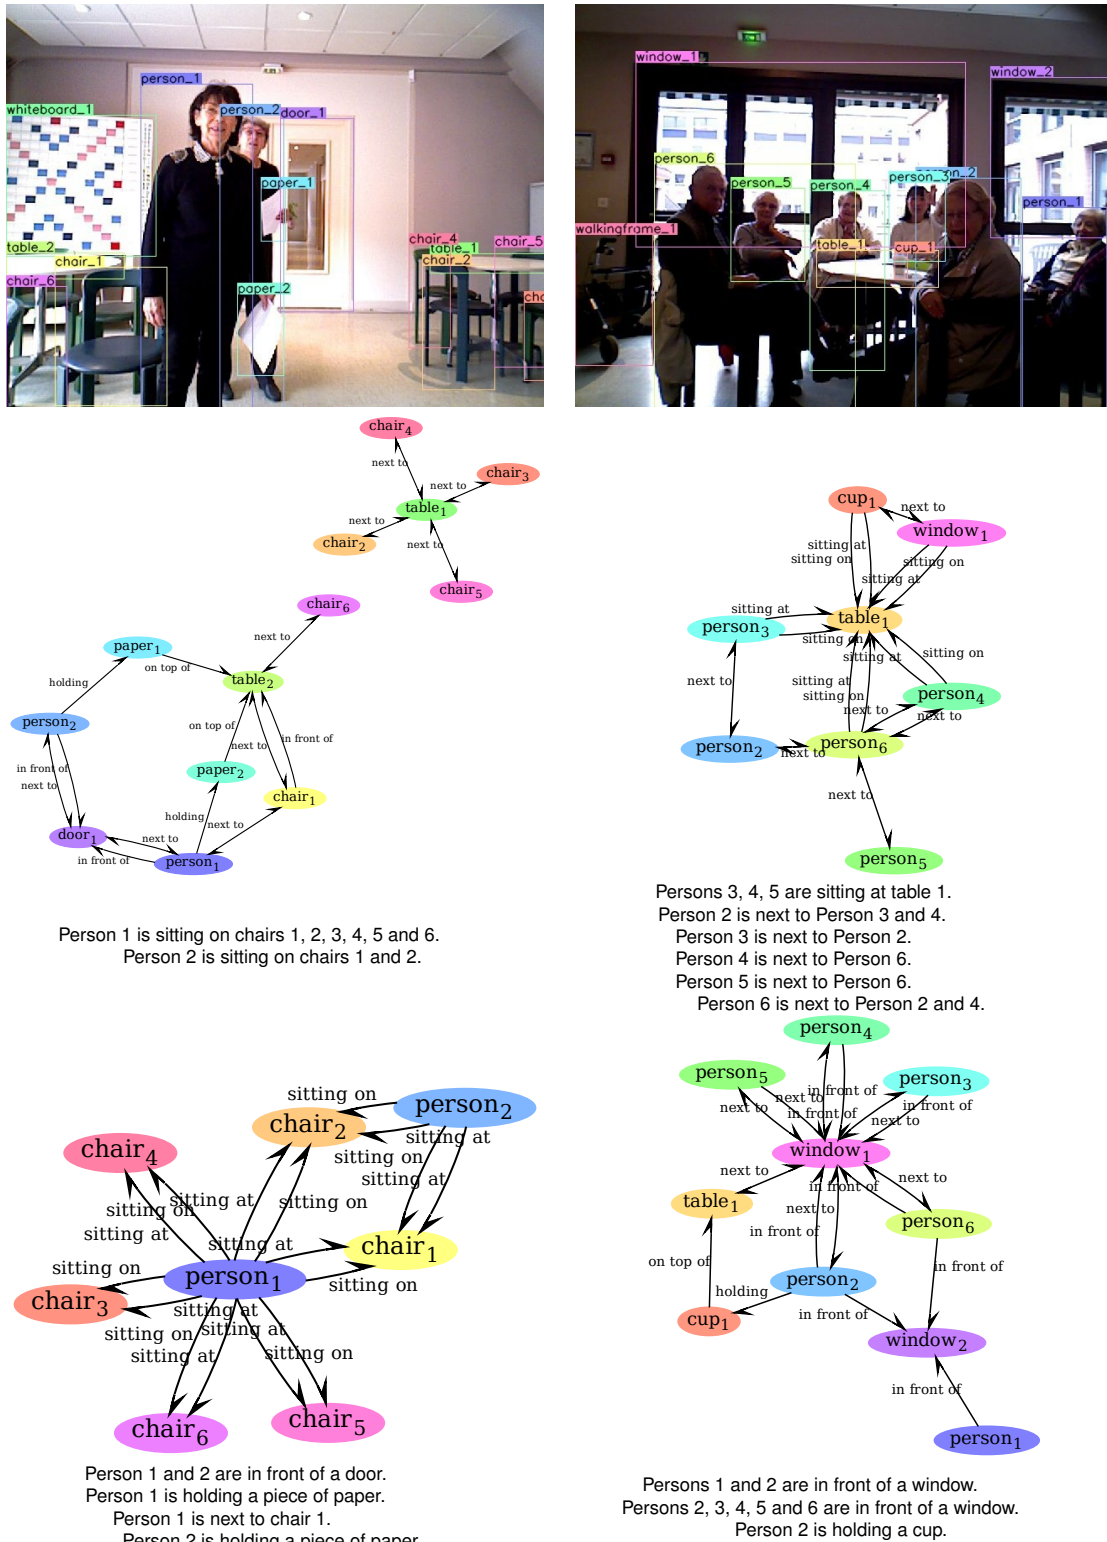 person_1
whiteboard_1
person_2
door_1
paper_1
table_2
chair_1
chair_6
paper_2
chair_4
table_1
chair_2
chair_5
window_1
window_2
person_6
person_5
person_4
person_3
person_2
person_1
walkingframe_1
table_1
cup_1
chair4
next to
chair3
next to
table1
next to
chair2
next to
chair5
chair6
next to
paper1
on top of
table2
holding
person2
on top of
next to
in front of
in front of
next to
paper2
chair1
holding
next to
door1
next to
in front of
person1
Person 1 is sitting on chairs 1, 2, 3, 4, 5 and 6.
Person 2 is sitting on chairs 1 and 2.
cup1
next to
window1
sitting at
sitting on
sitting on
sitting at
sitting at
table1
person3
sitting on
sitting at
sitting on
next to
sitting at
sitting on
person4
next to
next to
person2
next to
person6
next to
person5
Persons 3, 4, 5 are sitting at table 1.
Person 2 is next to Person 3 and 4.
Person 3 is next to Person 2.
Person 4 is next to Person 6.
Person 5 is next to Person 6.
Person 6 is next to Person 2 and 4.
sitting on
person2
chair2
sitting at
chair4
sitting on
sitting at
sitting on
sitting at
sitting on
sitting at
sitting at
chair1
sitting on
person1
sitting on
chair3
sitting at
sitting on
sitting at
sitting at
sitting on
chair6
chair5
Person 1 and 2 are in front of a door.
Person 1 is holding a piece of paper.
Person 1 is next to chair 1.
Person 2 is holding a piece of paper
person4
person5
person3
in front of
next to
next to
in front of
in front of
next to
window1
next to
in front of
next to
table1
next to
in front of
person6
on top of
person2
in front of
holding
in front of
cup1
window2
in front of
person1
Persons 1 and 2 are in front of a window.
Persons 2, 3, 4, 5 and 6 are in front of a window.
Person 2 is holding a cup.